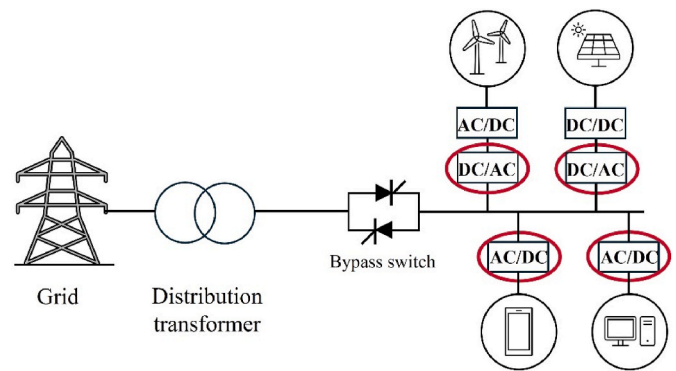 AC/DC
DC/DC
DC/AC
DC/AC
Bypass switch
AC/DC
AC/DC
Grid
Distribution
transformer